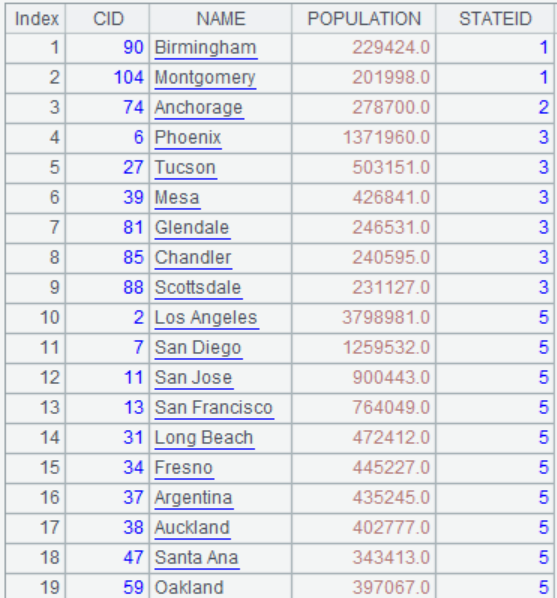 Index CID NAME POPULATION STATEID
1 90 Birmingham 229424.0 1
2 104 Montgomery 201998.0 1
3 74 Anchorage 278700.0 2
4 6 Phoenix 1371960.0 3
5 27 Tucson 503151.0 3
6 39 Mesa 426841.0 3
7 81 Glendale 246531.0 3
8 85 Chandler 240595.0 3
9 88 Scottsdale 231127.0 3
10 2 Los Angeles 3798981.0 5
11 7 San Diego 1259532.0 5
12 11 San Jose 900443.0 5
13 13 San Francisco 764049.0 5
14 31 Long Beach 472412.0 5
15 34 Fresno 445227.0 5
16 37 Argentina 435245.0 5
17 38 Auckland 402777.0 5
18 47 Santa Ana 343413.0 5
19 59 Oakland 397067.0 5